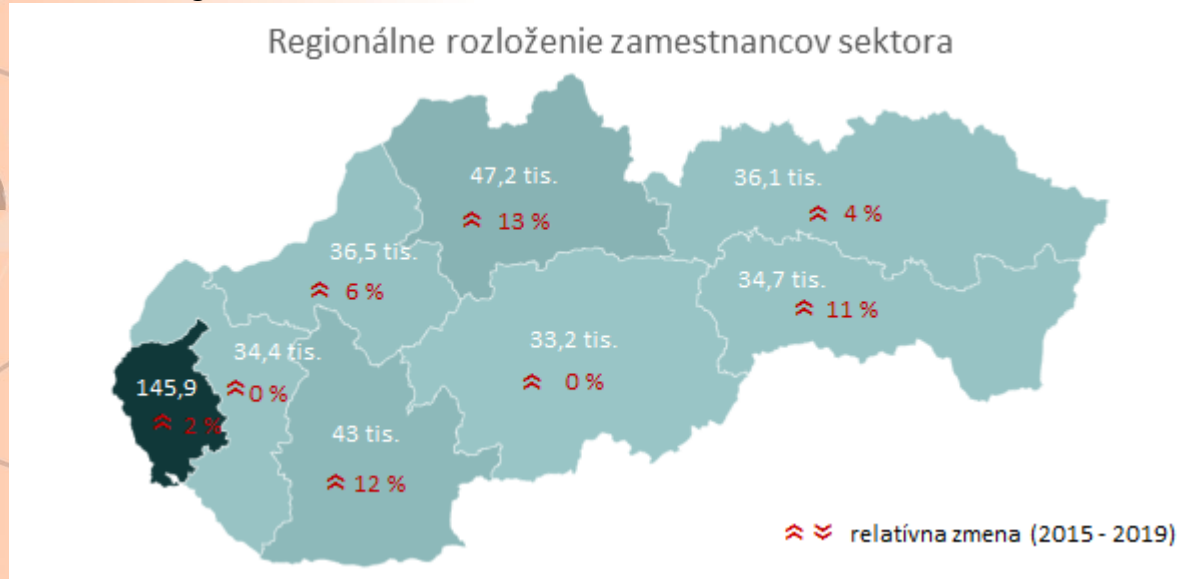 Regionálne rozloženie zamestnancov sektora
47,2 tis.
13 %
36,1 tis.
4 %
36,5 tis.
6 %
34,7 tis.
11 %
34,4 tis.
0 %
33,2 tis.
0 %
145,9
2 %
43 tis.
12 %
relatívna zmena (2015 - 2019)